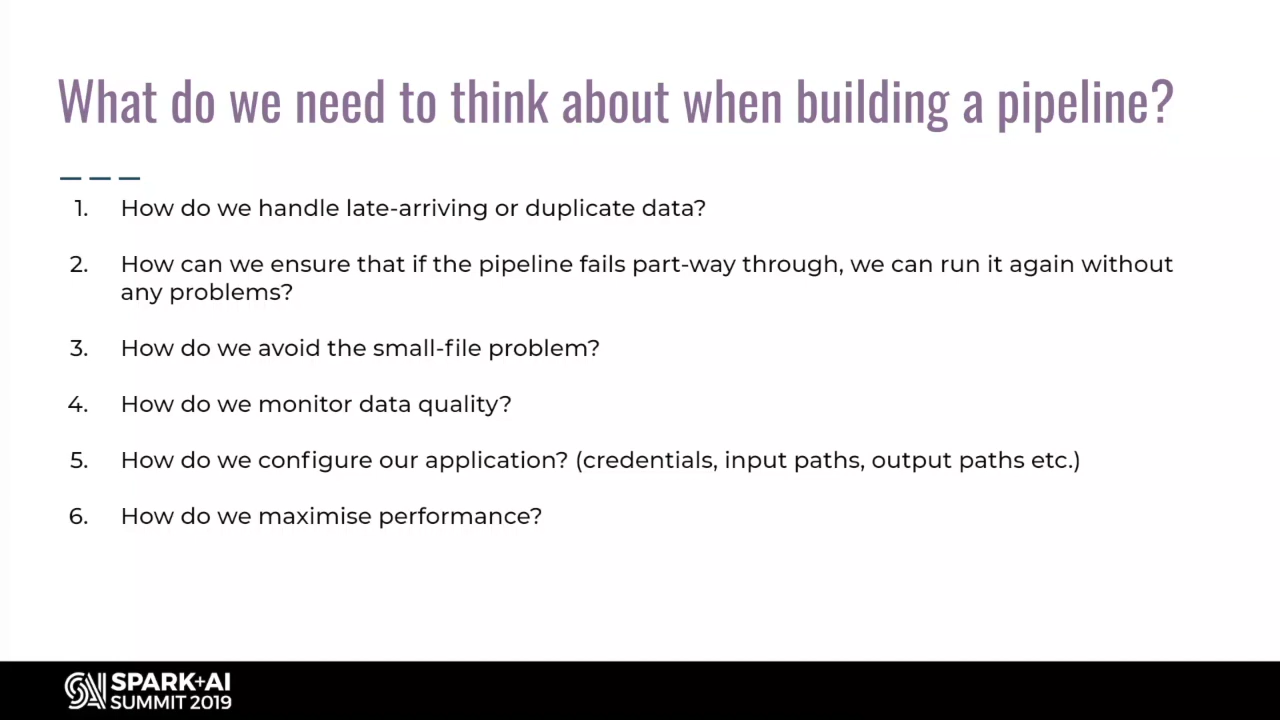 What do we need to think about when building a pipeline?
1. How do we handle late-arriving or duplicate data?
2. How can we ensure that if the pipeline fails part-way through, we can run it again without
any problems?
3. How do we avoid the small-file problem?
4. How do we monitor data quality?
5. How do we configure our application? (credentials, input paths, output paths etc.)
6. How do we maximise performance?
SPARK+AI
SUMMIT 2019